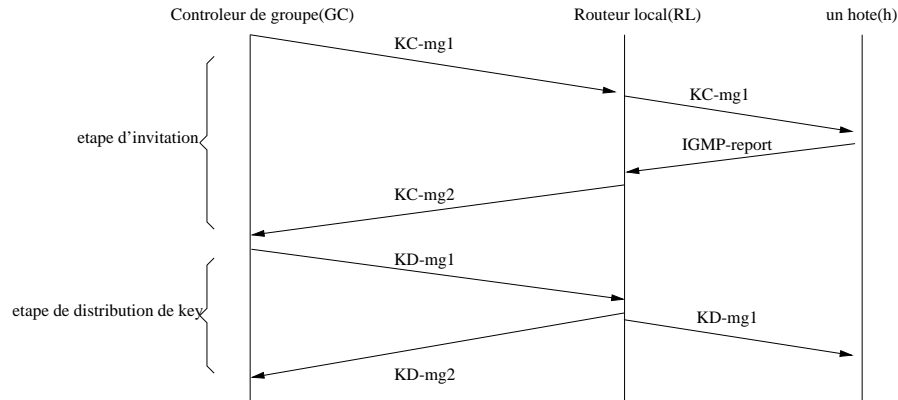 Controleur de groupe(GC)
Routeur local(RL)
un hote(h)
KC-mg1
KC-mg1
etape d'invitation
IGMP-report
KC-mg2
KD-mg1
etape de distribution de key
KD-mg1
KD-mg2